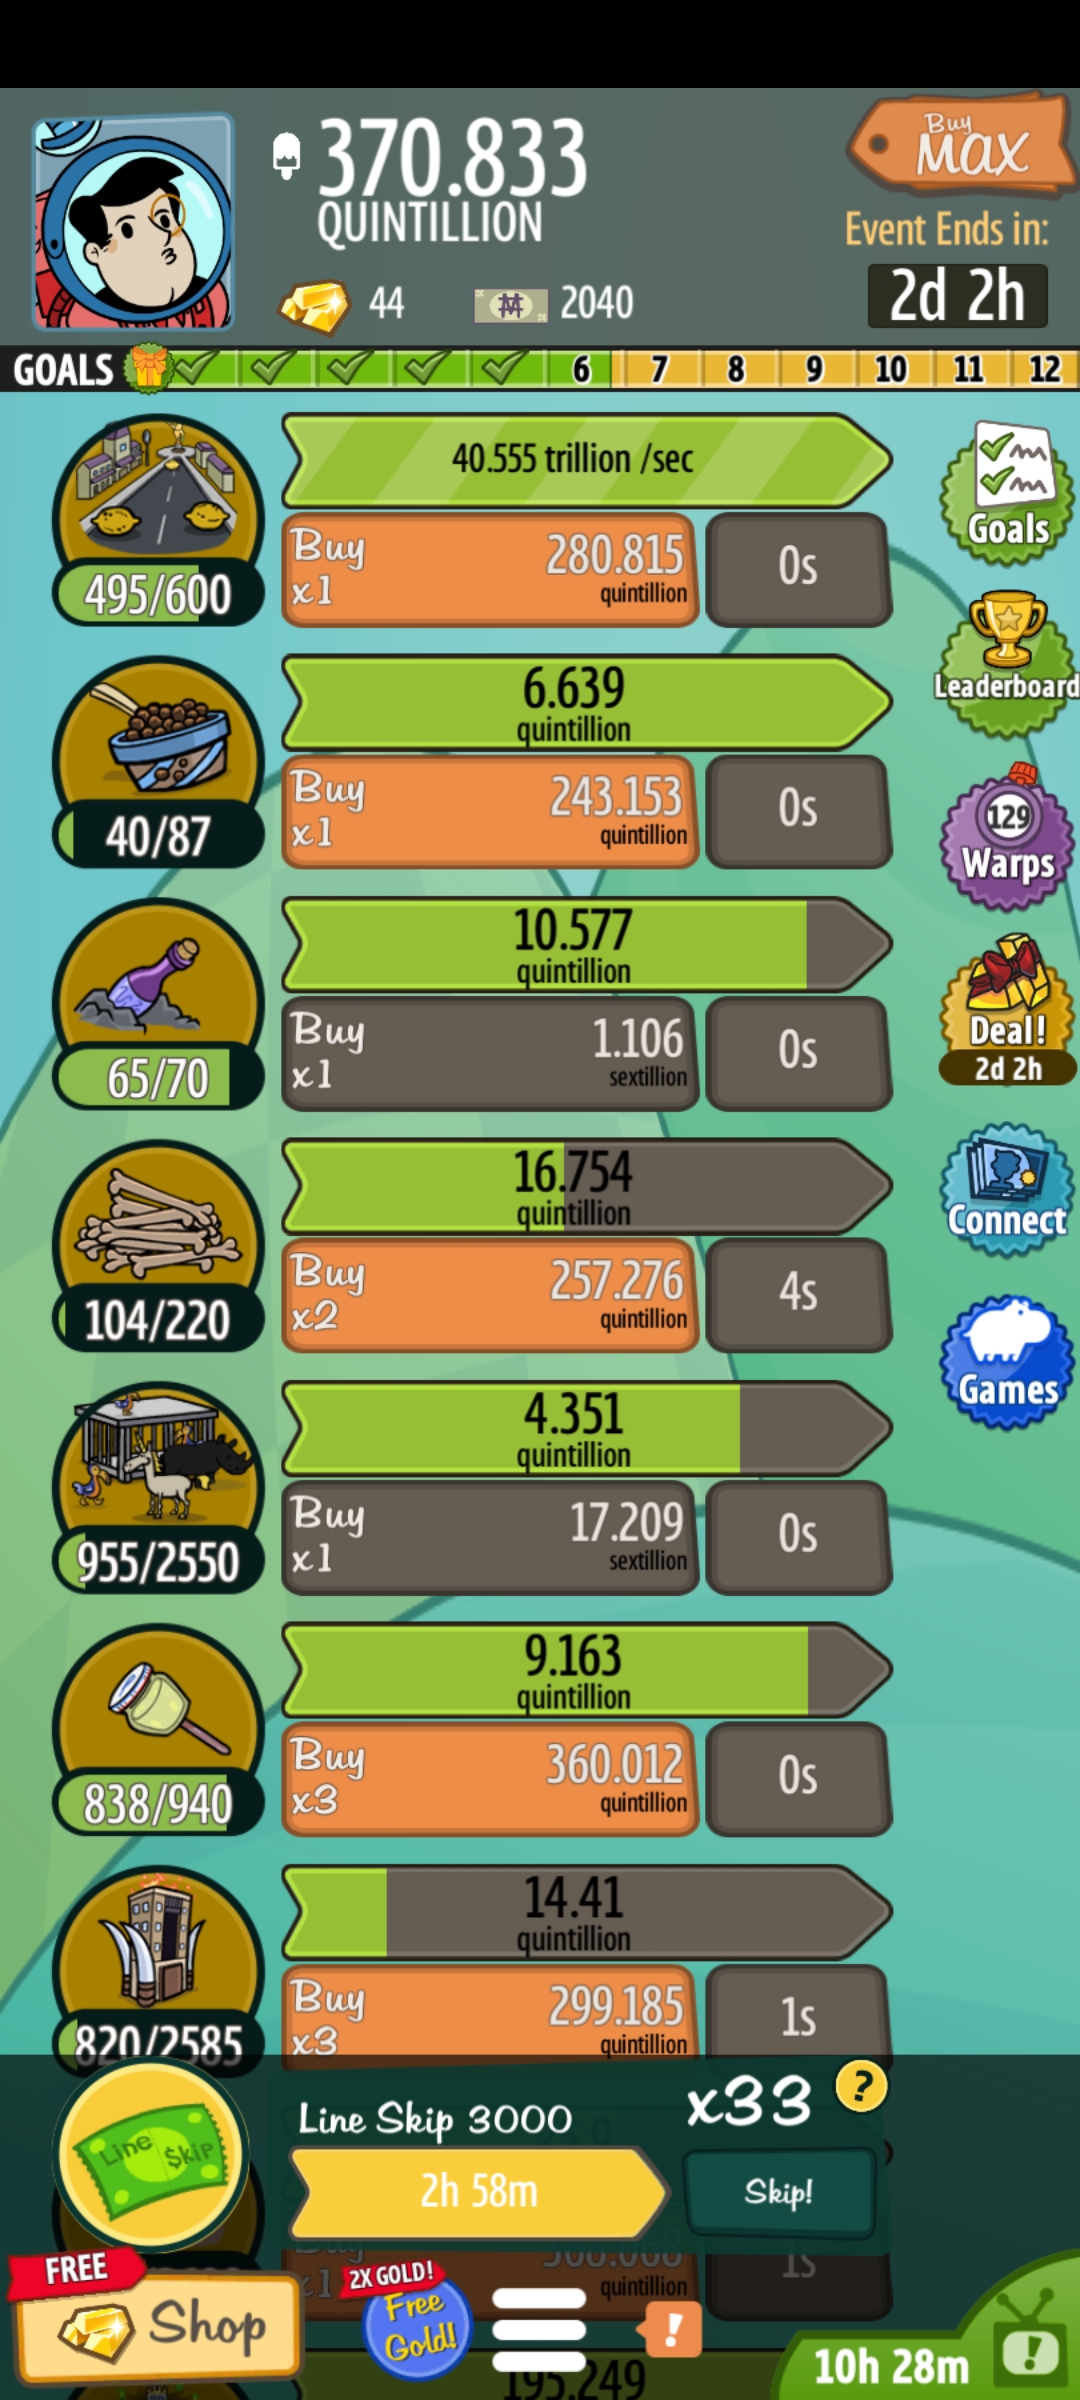 370.833
QUINTILLION
Buy
MAX
Event Ends in:
44
2040
2d 2h
GOALS
6 7 8 9 10 11 12
40.555 trillion /sec
Buy
x1
280.815
quintillion
0s
495/600
Goals
6.639
quintillion
Buy
x1
243.153
quintillion
0s
40/87
Leaderboard
129
Warps
10.577
quintillion
Buy
x1
1.106
sextillion
0s
65/70
Deal!
2d 2h
16.754
quintillion
Buy
x2
257.276
quintillion
4s
104/220
Connect
Games
4.351
quintillion
Buy
x1
17.209
sextillion
0s
955/2550
9.163
quintillion
Buy
x3
360.012
quintillion
0s
838/940
14.41
quintillion
Buy
x3
299.185
quintillion
1s
820/2585
Line Skip
Line Skip 3000
x33
?
2h 58m
Skip!
x1
quintillion
1s
FREE
Shop
2X GOLD!
Free
Gold!
!
195.249
10h 28m
!